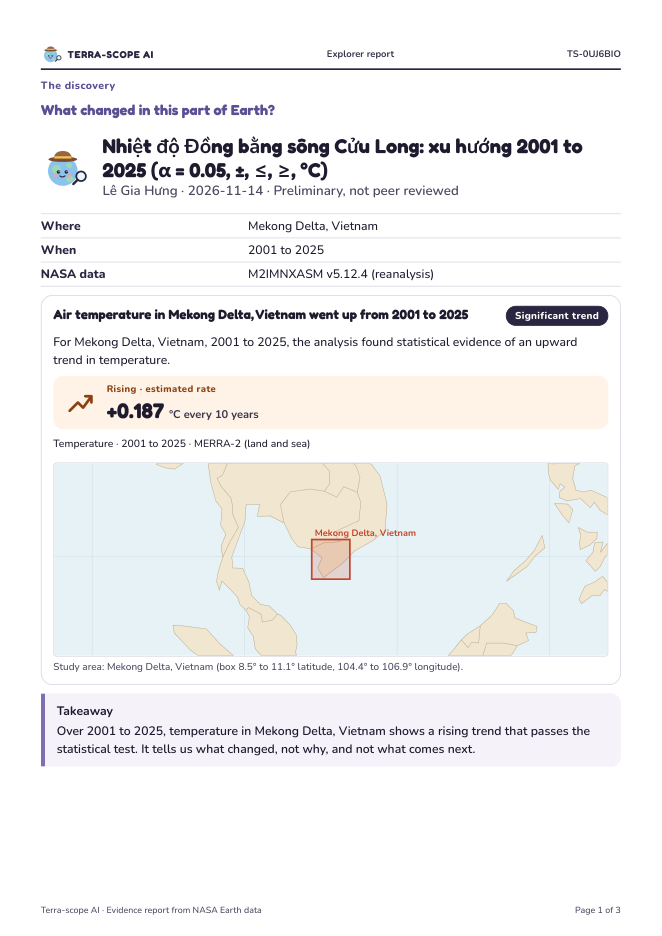 TERRA-SCOPE AI
Explorer report
TS-0UJ6BIO
The discovery
What changed in this part of Earth?
Nhiệt độ Đồng bằng sông Cửu Long: xu hướng 2001 to
2025 (α = 0.05, ±, ≤, ≥, °C)
Lê Gia Hưng · 2026-11-14 · Preliminary, not peer reviewed
Where Mekong Delta, Vietnam
When 2001 to 2025
NASA data M2IMNXASM v5.12.4 (reanalysis)
Air temperature in Mekong Delta, Vietnam went up from 2001 to 2025
Significant trend
For Mekong Delta, Vietnam, 2001 to 2025, the analysis found statistical evidence of an upward
trend in temperature.
Rising · estimated rate
+0.187 °C every 10 years
Temperature · 2001 to 2025 · MERRA-2 (land and sea)
Mekong Delta, Vietnam
Study area: Mekong Delta, Vietnam (box 8.5° to 11.1° latitude, 104.4° to 106.9° longitude).
Takeaway
Over 2001 to 2025, temperature in Mekong Delta, Vietnam shows a rising trend that passes the
statistical test. It tells us what changed, not why, and not what comes next.
Terra-scope AI · Evidence report from NASA Earth data
Page 1 of 3